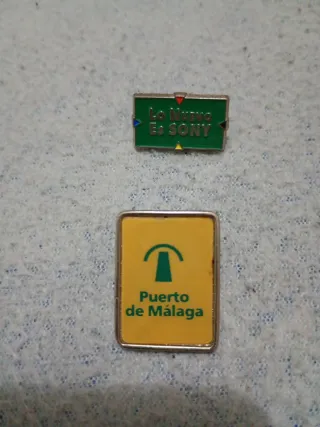 Lo Nuevo
Es SONY
Puerto
de Málaga